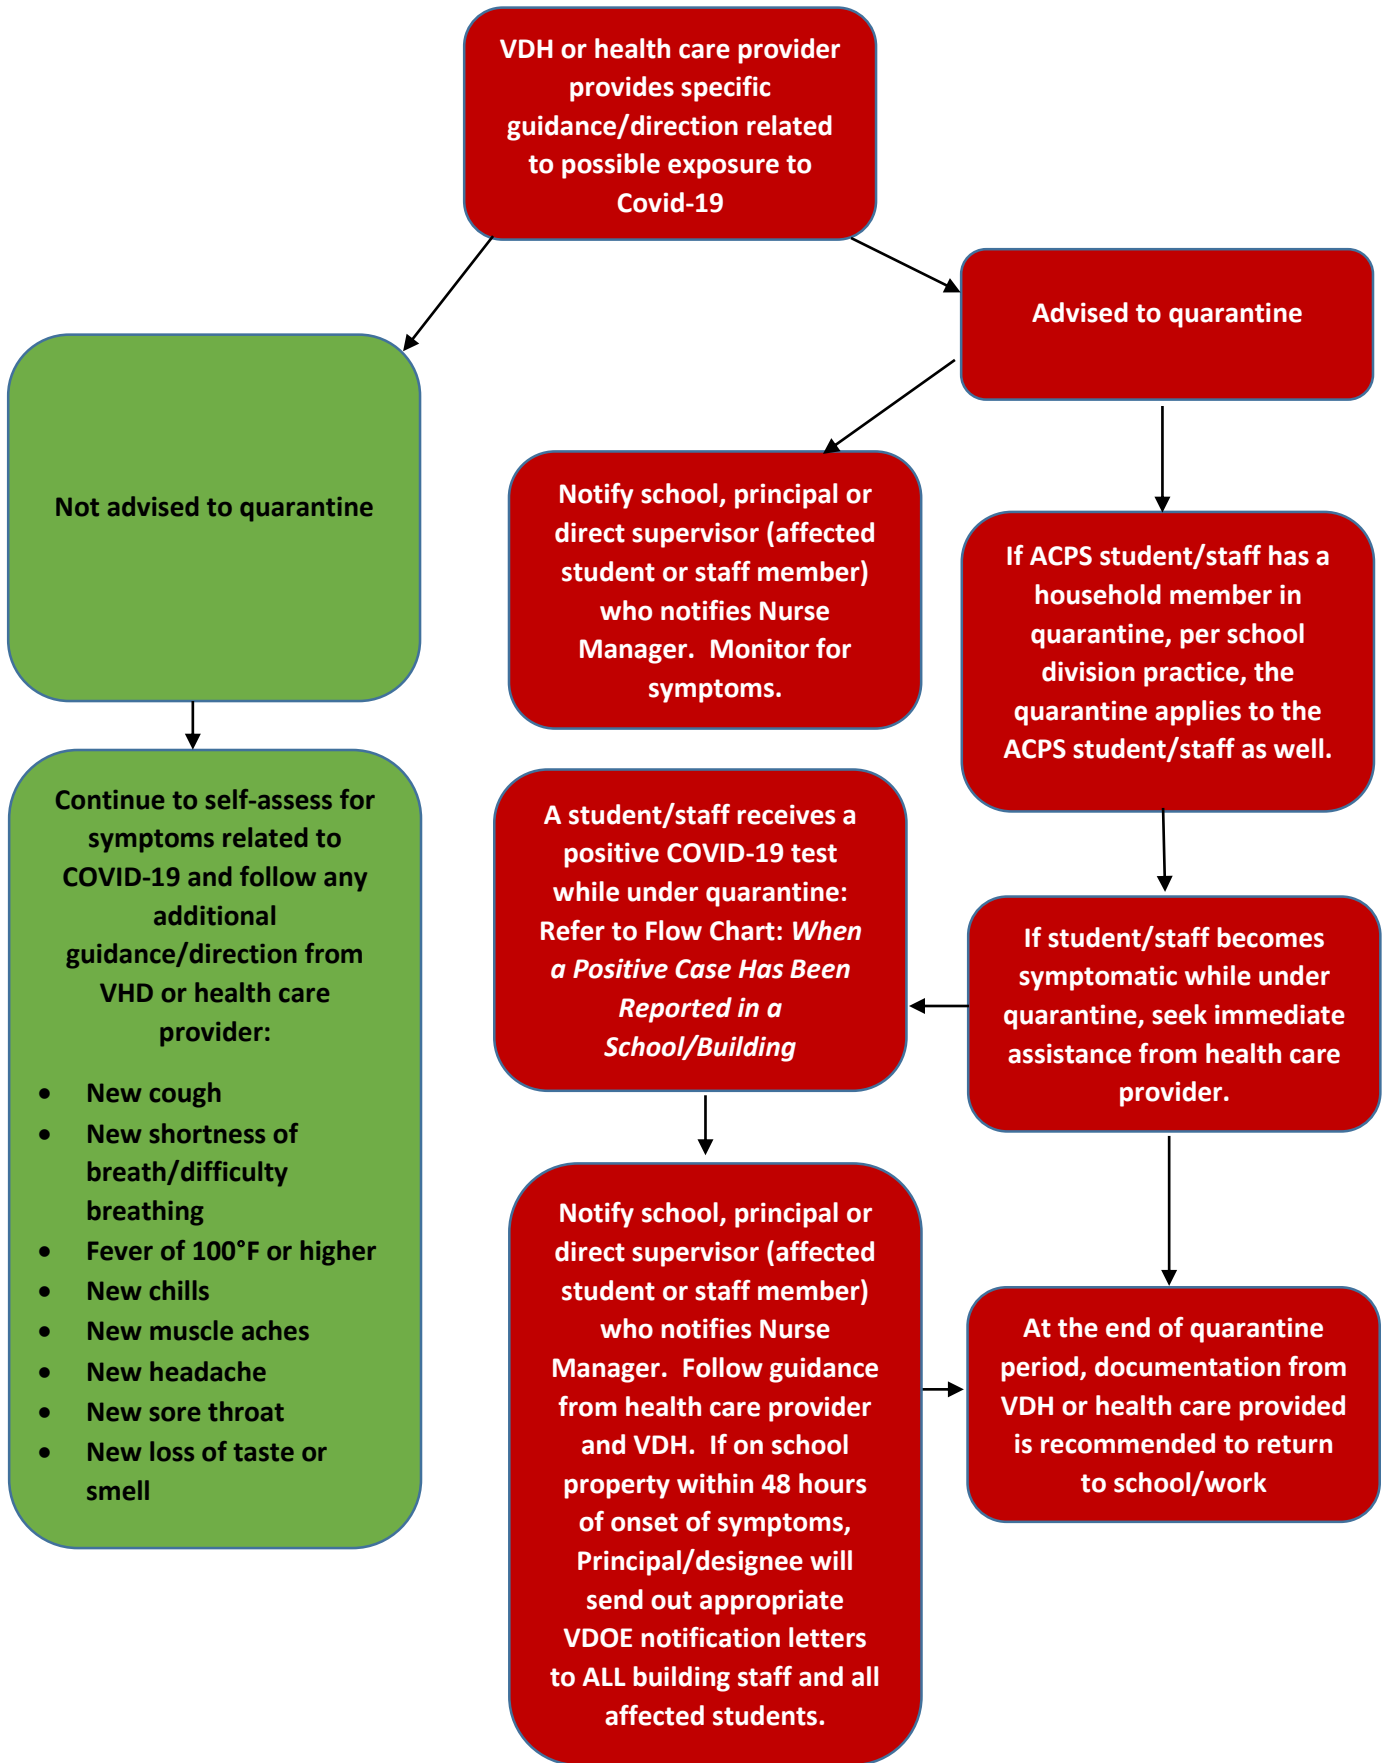 VDH or health care provider
provides specific
guidance/direction related
to possible exposure to
Covid-19
Advised to quarantine
Not advised to quarantine
Notify school, principal or
direct supervisor (affected
student or staff member)
who notifies Nurse
Manager.  Monitor for
symptoms.
If ACPS student/staff has a
household member in
quarantine, per school
division practice, the
quarantine applies to the
ACPS student/staff as well.
Continue to self-assess for
symptoms related to
COVID-19 and follow any
additional
guidance/direction from
VHD or health care
provider:
• New cough
• New shortness of
breath/difficulty
breathing
• Fever of 100°F or higher
• New chills
• New muscle aches
• New headache
• New sore throat
• New loss of taste or
smell
A student/staff receives a
positive COVID-19 test
while under quarantine:
Refer to Flow Chart: When
a Positive Case Has Been
Reported in a
School/Building
If student/staff becomes
symptomatic while under
quarantine, seek immediate
assistance from health care
provider.
Notify school, principal or
direct supervisor (affected
student or staff member)
who notifies Nurse
Manager.  Follow guidance
from health care provider
and VDH.  If on school
property within 48 hours
of onset of symptoms,
Principal/designee will
send out appropriate
VDOE notification letters
to ALL building staff and all
affected students.
At the end of quarantine
period, documentation from
VDH or health care provided
is recommended to return
to school/work